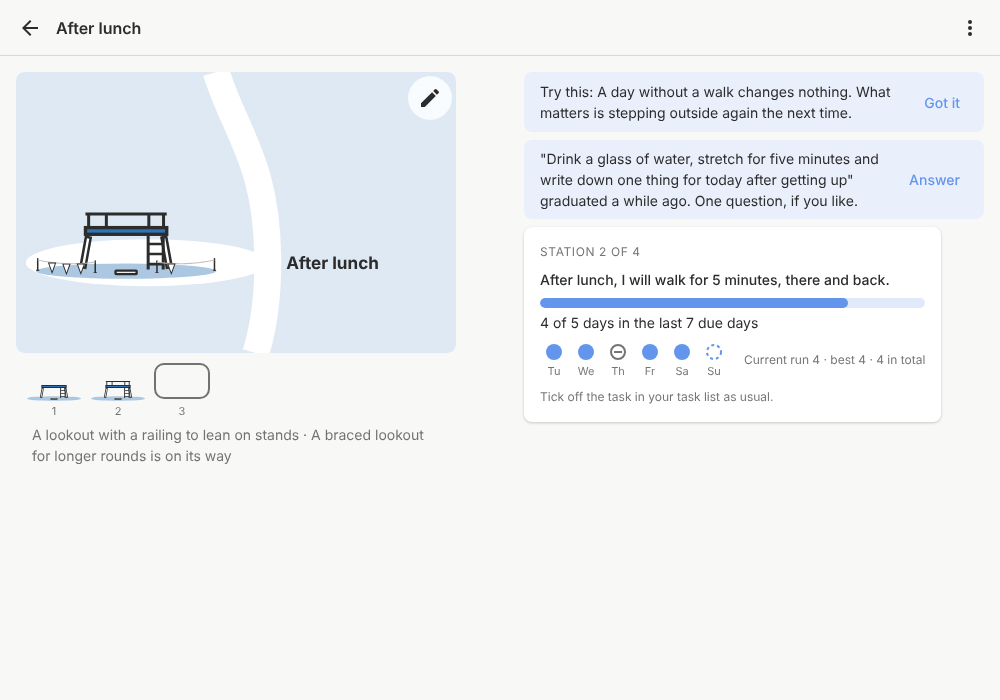 After lunch
After lunch
1
2
3
A lookout with a railing to lean on stands · A braced lookout
for longer rounds is on its way
Try this: A day without a walk changes nothing. What
matters is stepping outside again the next time.
Got it
"Drink a glass of water, stretch for five minutes and
write down one thing for today after getting up"
graduated a while ago. One question, if you like.
Answer
STATION 2 OF 4
After lunch, I will walk for 5 minutes, there and back.
4 of 5 days in the last 7 due days
Tu We Th Fr Sa Su
Current run 4 · best 4 · 4 in total
Tick off the task in your task list as usual.